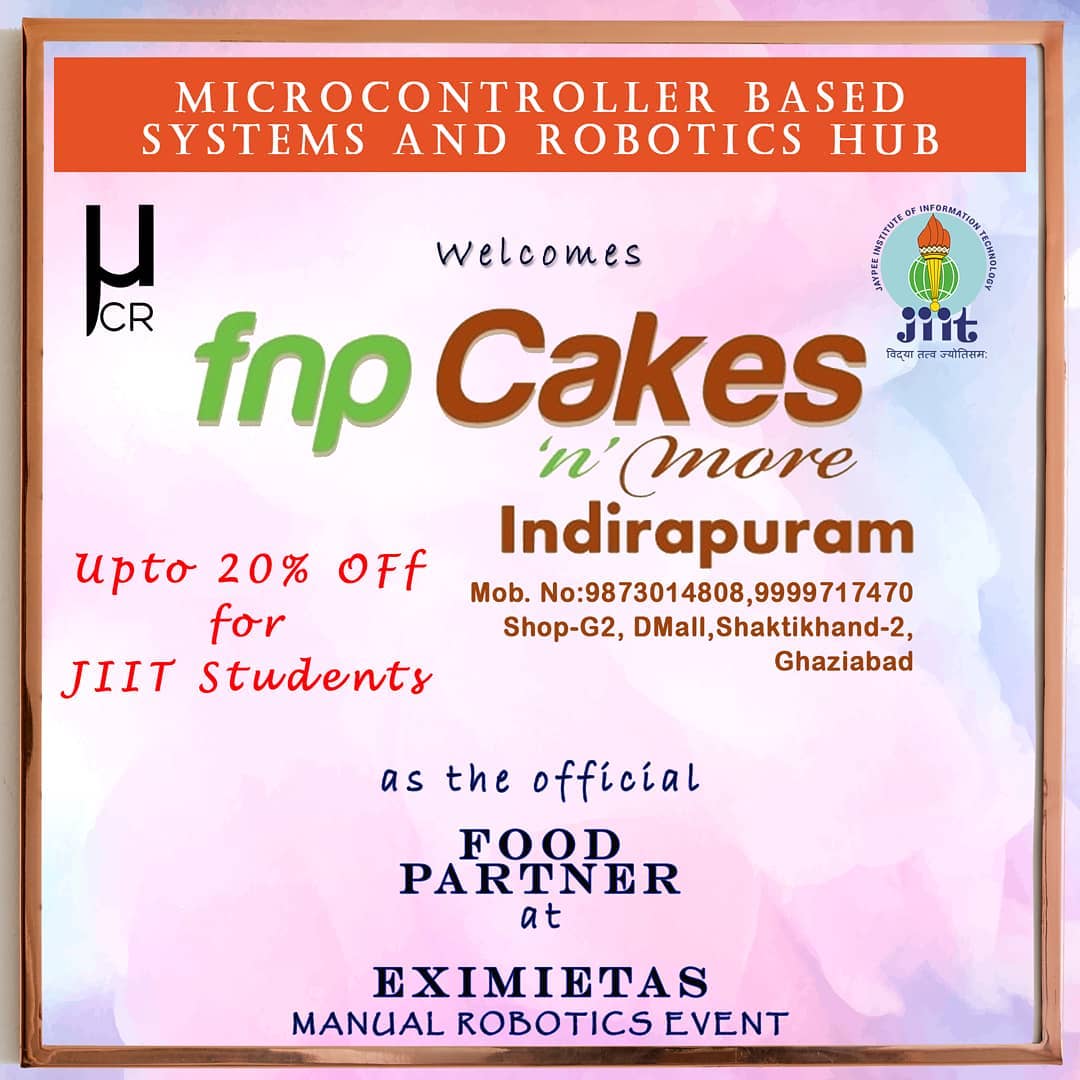 MICROCONTROLLER BASED
SYSTEMS AND ROBOTICS HUB
μCR
Welcomes
JAYPEE INSTITUTE OF INFORMATION TECHNOLOGY
jiit
विद्या तत्व ज्योतिसम:
fnp Cakes
'n' more
Indirapuram
Mob. No:9873014808,9999717470
Shop-G2, DMall,Shaktikhand-2,
Ghaziabad
Upto 20% OFf
for
JIIT Students
as the official
FOOD
PARTNER
at
EXIMIETAS
MANUAL ROBOTICS EVENT